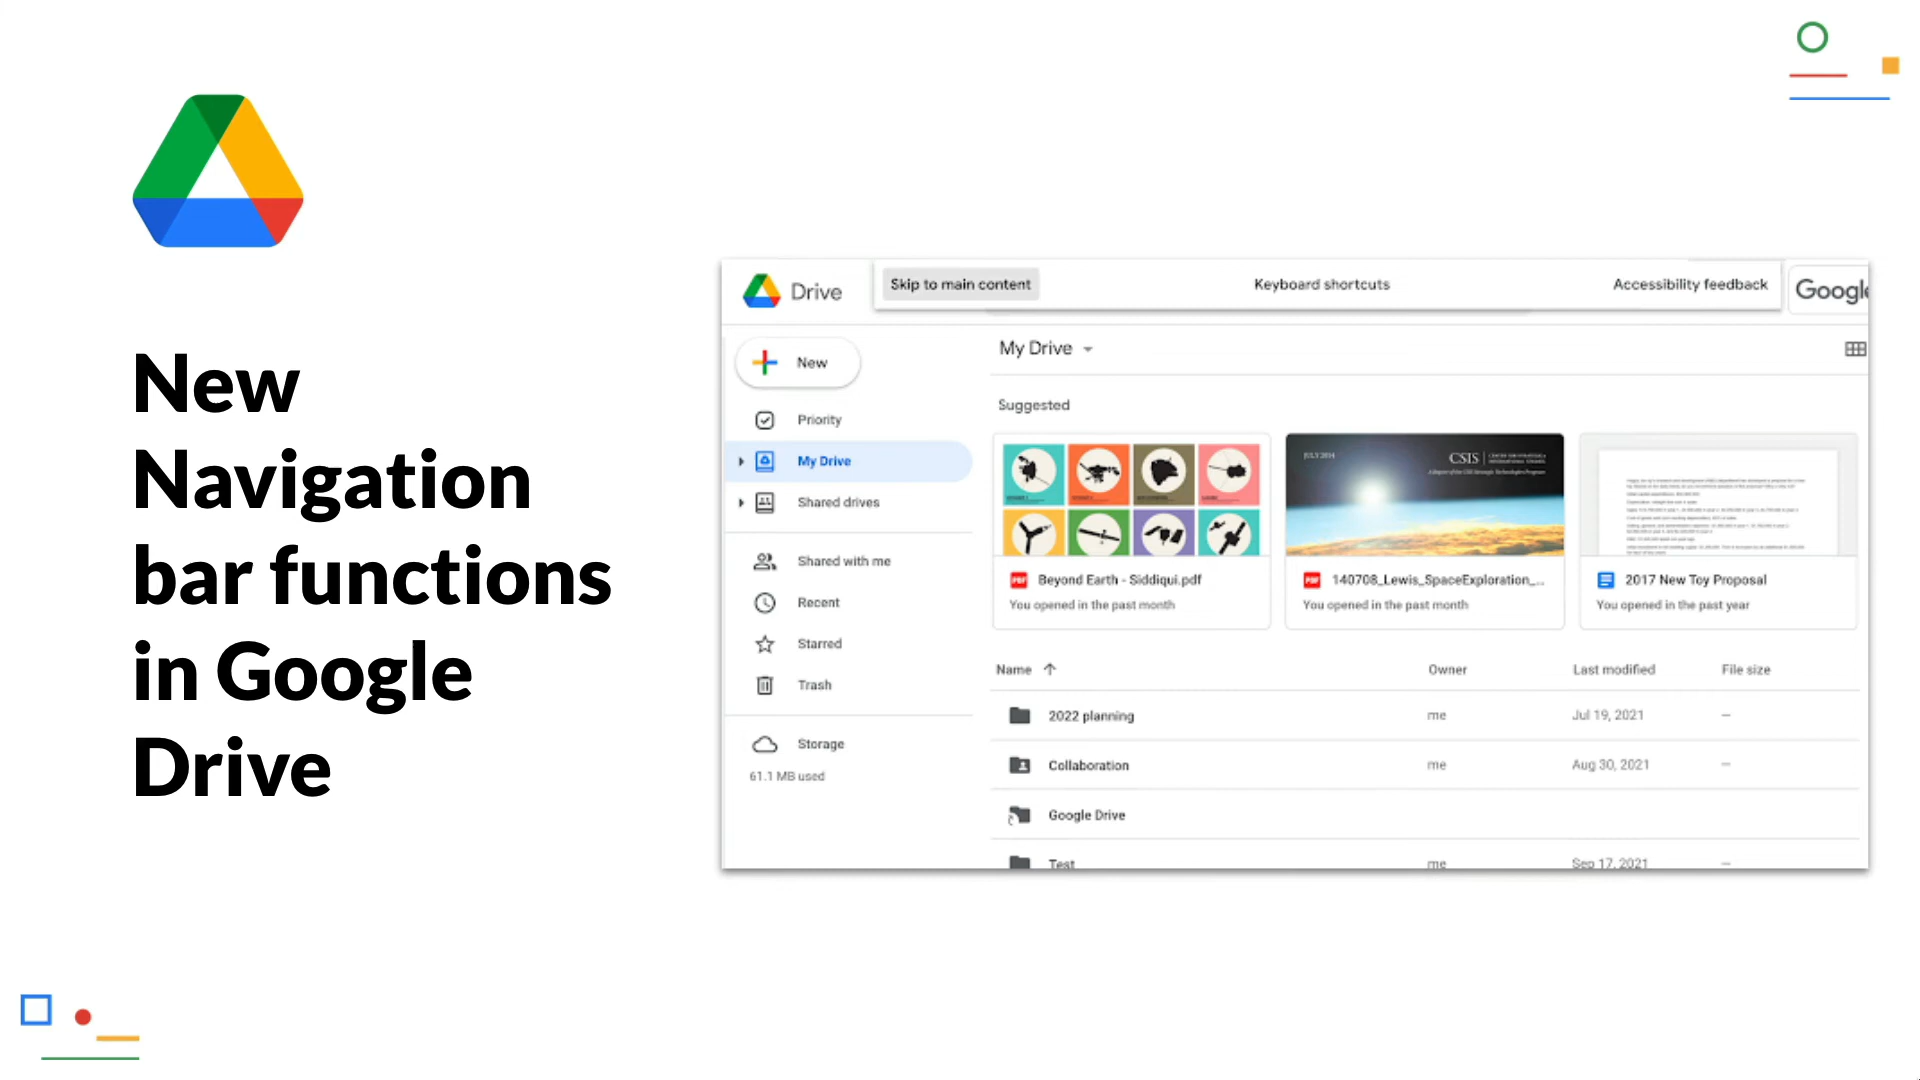 New
Navigation
bar functions
in Google
Drive
Drive
Skip to main content
Keyboard shortcuts
Accessibility feedback
Google
New
Priority
My Drive
Shared drives
Shared with me
Recent
Starred
Trash
Storage
61.1 MB used
My Drive
Suggested
JULY 2014
CSIS
Beyond Earth - Siddiqui.pdf
You opened in the past month
140708_Lewis_SpaceExploration_...
You opened in the past month
2017 New Toy Proposal
You opened in the past year
Name Owner Last modified File size
2022 planning me Jul 19, 2021 –
Collaboration me Aug 30, 2021 –
Google Drive
Test me Sep 17, 2021 –